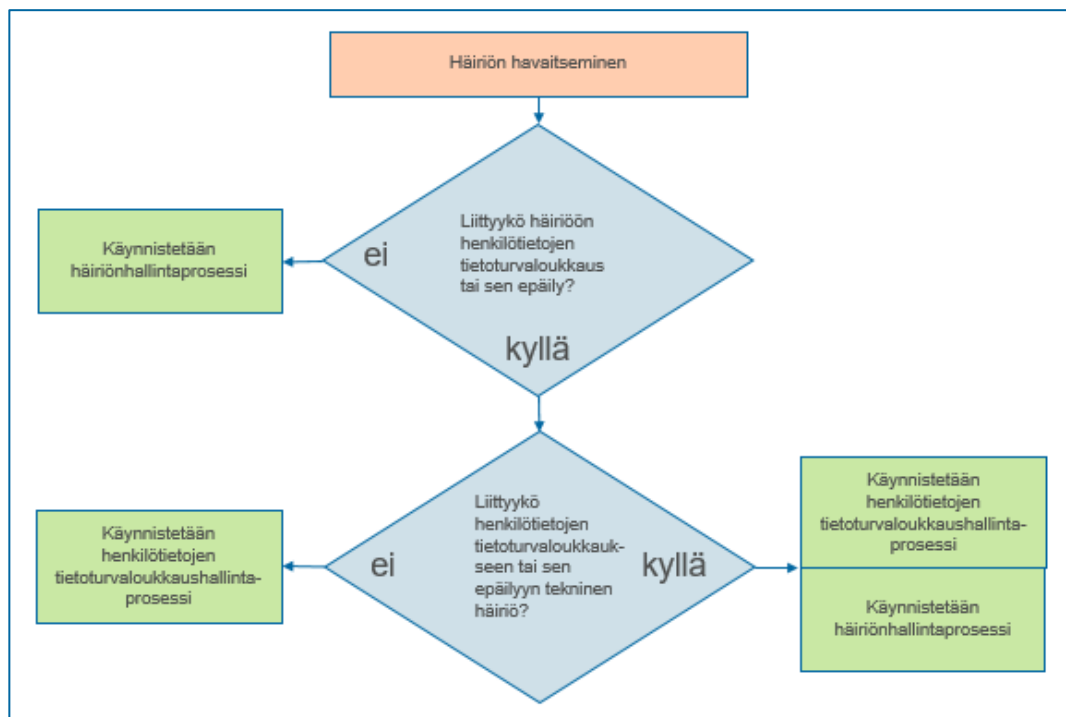 Häiriön havaitseminen
Liittyykö häiriöön
henkilötietojen
tietoturvaloukkaus
tai sen epäily?
ei
kyllä
Käynnistetään
häiriönhallintaprosessi
Liittyykö
henkilötietojen
tietoturvaloukkauk-
seen tai sen
epäilyyn tekninen
häiriö?
ei
kyllä
Käynnistetään
henkilötietojen
tietoturvaloukkaushallinta-
prosessi
Käynnistetään
henkilötietojen
tietoturvaloukkaushallinta-
prosessi
Käynnistetään
häiriönhallintaprosessi